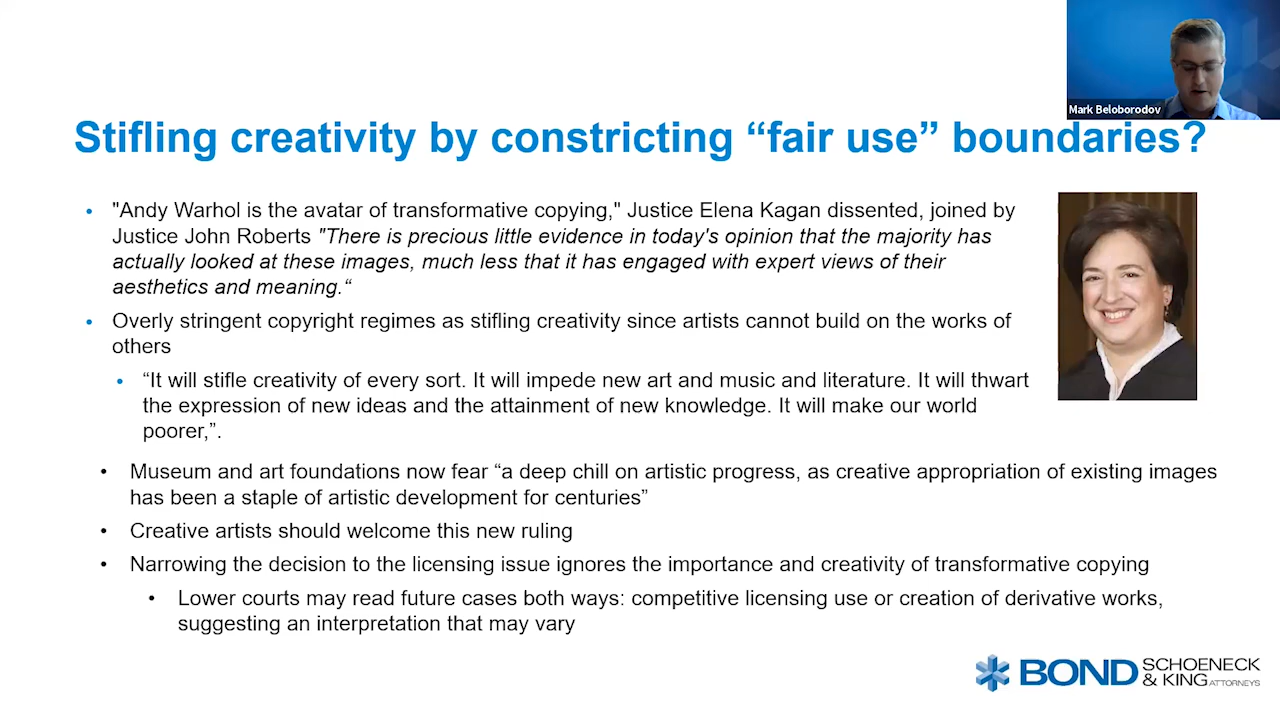 Mark Beloborodov
Stifling creativity by constricting “fair use” boundaries?
• "Andy Warhol is the avatar of transformative copying," Justice Elena Kagan dissented, joined by
Justice John Roberts "There is precious little evidence in today's opinion that the majority has
actually looked at these images, much less that it has engaged with expert views of their
aesthetics and meaning.“
• Overly stringent copyright regimes as stifling creativity since artists cannot build on the works of
others
• “It will stifle creativity of every sort. It will impede new art and music and literature. It will thwart
the expression of new ideas and the attainment of new knowledge. It will make our world
poorer,”.
• Museum and art foundations now fear “a deep chill on artistic progress, as creative appropriation of existing images
has been a staple of artistic development for centuries”
• Creative artists should welcome this new ruling
• Narrowing the decision to the licensing issue ignores the importance and creativity of transformative copying
• Lower courts may read future cases both ways: competitive licensing use or creation of derivative works,
suggesting an interpretation that may vary
BOND SCHOENECK
& KING ATTORNEYS